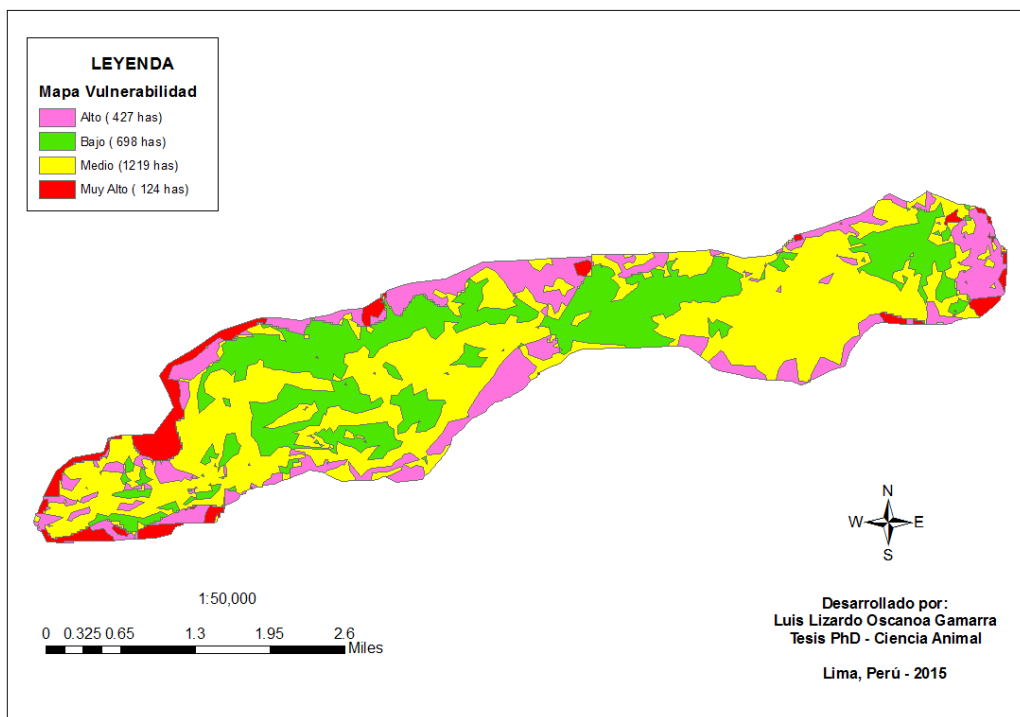 LEYENDA
Mapa Vulnerabilidad
Alto ( 427 has)
Bajo ( 698 has)
Medio (1219 has)
Muy Alto ( 124 has)
N
W E
S
1:50,000
0 0.325 0.65 1.3 1.95 2.6
Miles
Desarrollado por:
Luis Lizardo Oscanoa Gamarra
Tesis PhD - Ciencia Animal
Lima, Perú - 2015